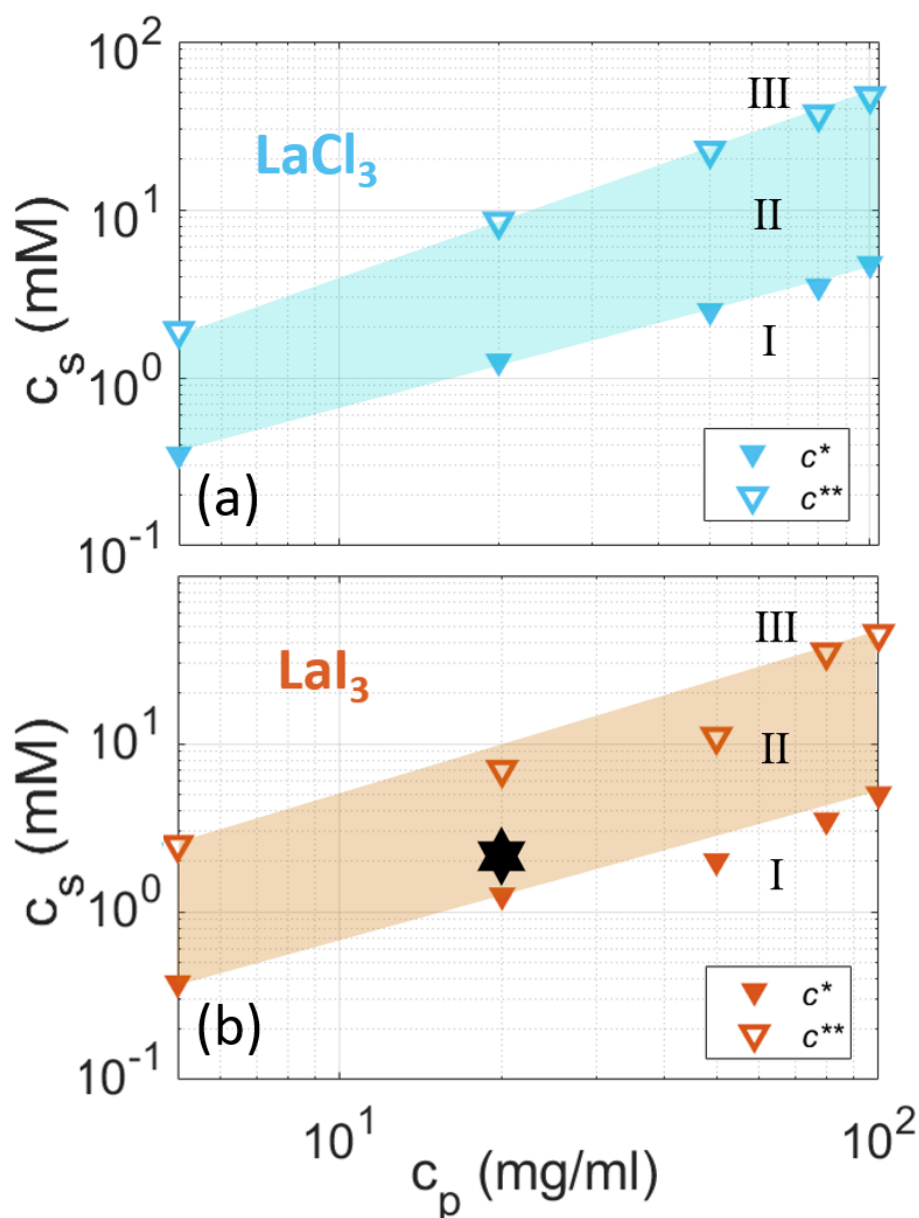 10²
III
LaCl₃
10¹
II
c_s (mM)
I
10⁰
c*
c**
(a)
10⁻¹
III
LaI₃
10¹
II
c_s (mM)
I
10⁰
c*
c**
(b)
10⁻¹
10¹
10²
c_p (mg/ml)